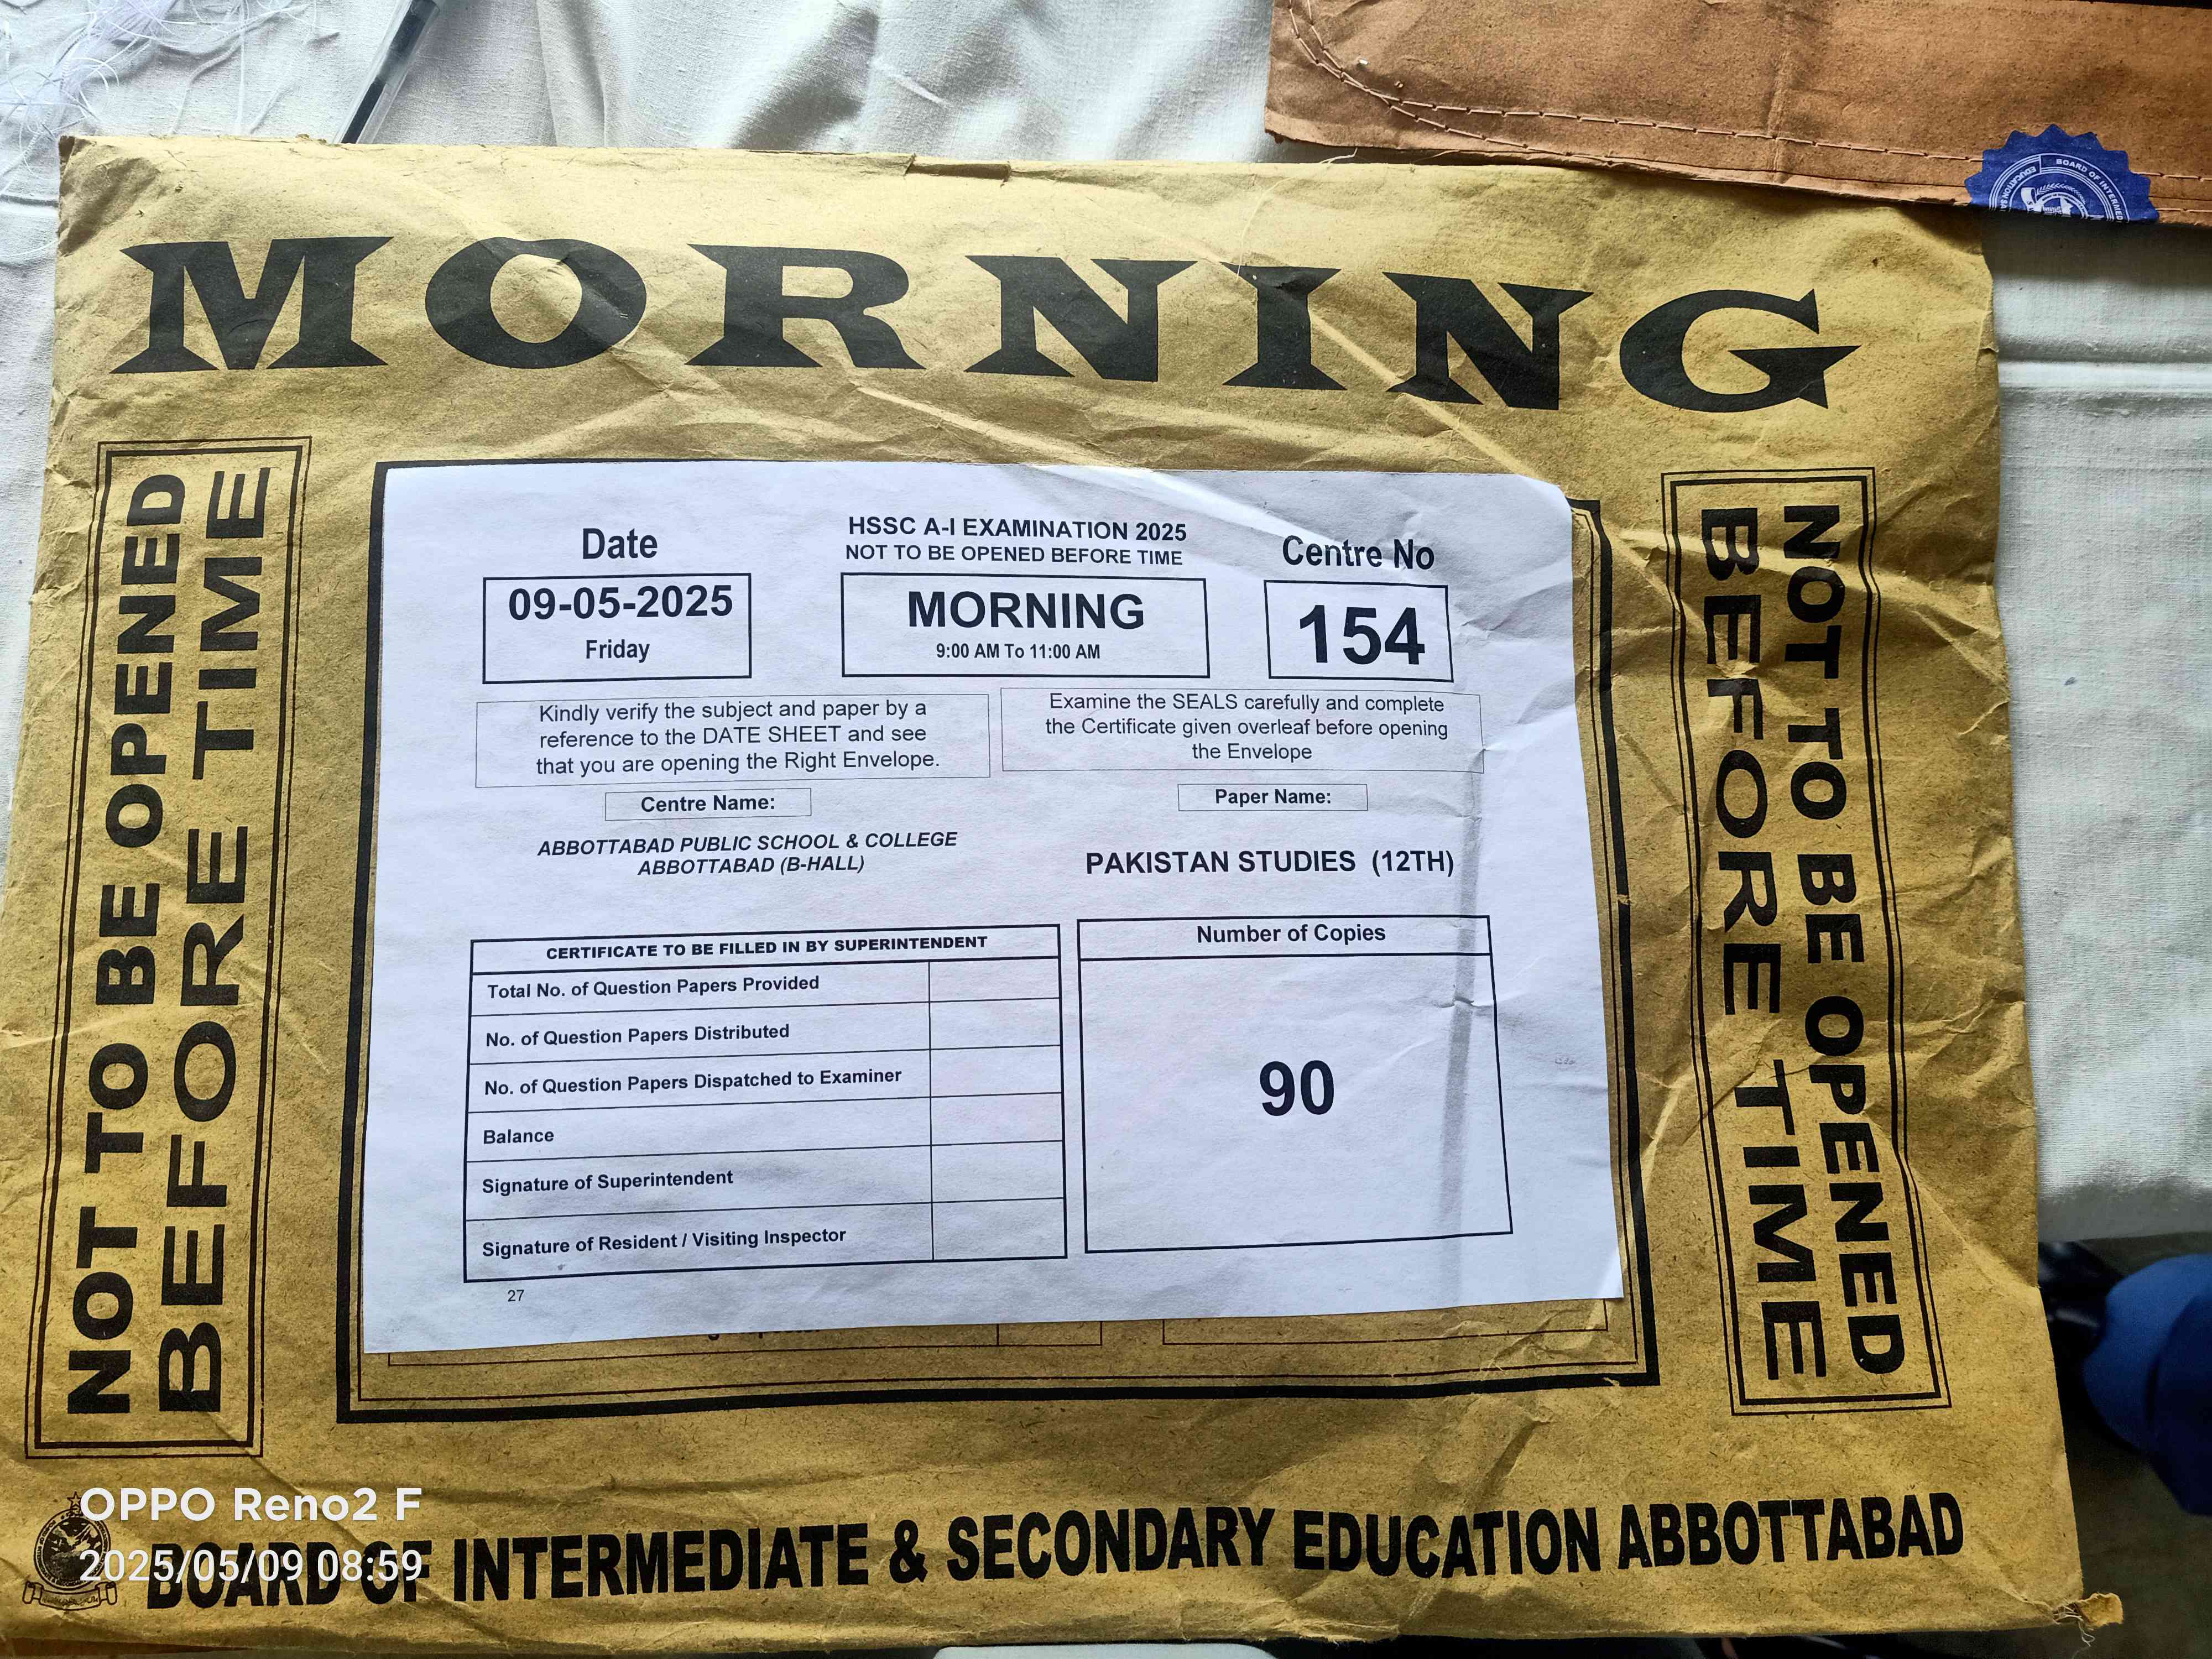 BOARD OF INTERMED
EDUCATION
MORNING
NOT TO BE OPENED
BEFORE TIME
Date
09-05-2025
Friday
HSSC A-I EXAMINATION 2025
NOT TO BE OPENED BEFORE TIME
MORNING
9:00 AM To 11:00 AM
Centre No
154
Kindly verify the subject and paper by a
reference to the DATE SHEET and see
that you are opening the Right Envelope.
Examine the SEALS carefully and complete
the Certificate given overleaf before opening
the Envelope
Centre Name:
ABBOTTABAD PUBLIC SCHOOL & COLLEGE
ABBOTTABAD (B-HALL)
Paper Name:
PAKISTAN STUDIES (12TH)
CERTIFICATE TO BE FILLED IN BY SUPERINTENDENT
Total No. of Question Papers Provided
No. of Question Papers Distributed
No. of Question Papers Dispatched to Examiner
Balance
Signature of Superintendent
Signature of Resident / Visiting Inspector
Number of Copies
90
27
NOT TO BE OPENED
BEFORE TIME
BOARD OF INTERMEDIATE & SECONDARY EDUCATION ABBOTTABAD
OPPO Reno2 F
2025/05/09 08:59